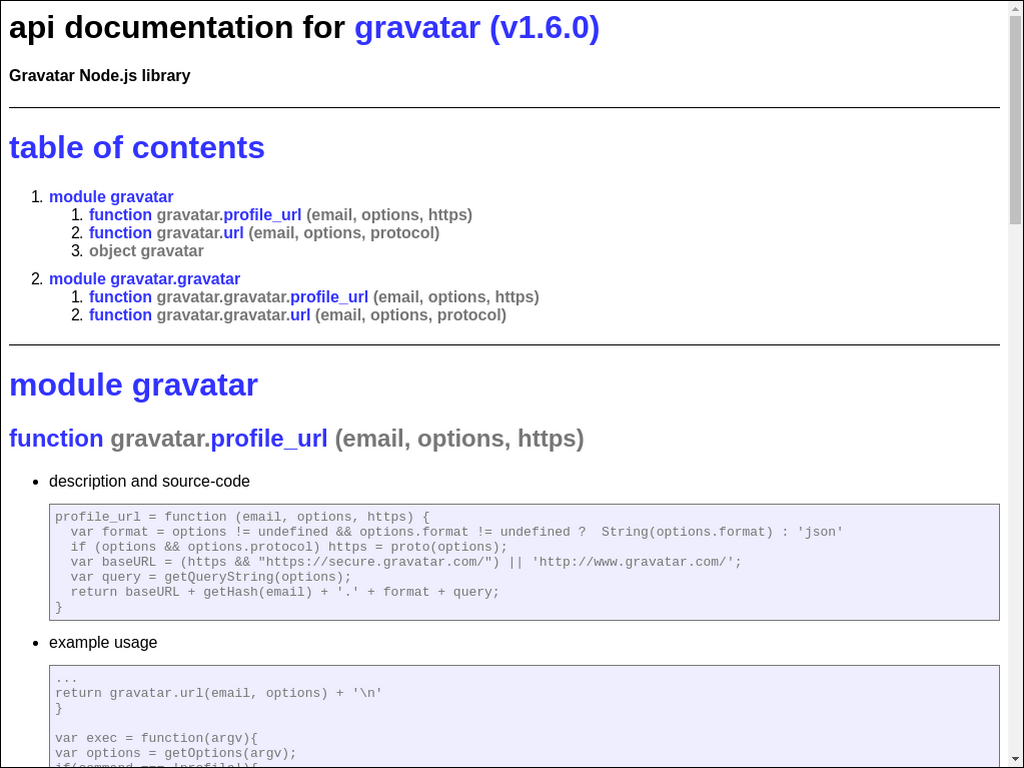 api documentation for gravatar (v1.6.0)
Gravatar Node.js library
table of contents
1. module gravatar
1. function gravatar.profile_url (email, options, https)
2. function gravatar.url (email, options, protocol)
3. object gravatar
2. module gravatar.gravatar
1. function gravatar.gravatar.profile_url (email, options, https)
2. function gravatar.gravatar.url (email, options, protocol)
module gravatar
function gravatar.profile_url (email, options, https)
• description and source-code
profile_url = function (email, options, https) {
  var format = options != undefined && options.format != undefined ?  String(options.format) : 'json'
  if (options && options.protocol) https = proto(options);
  var baseURL = (https && "https://secure.gravatar.com/") || 'http://www.gravatar.com/';
  var query = getQueryString(options);
  return baseURL + getHash(email) + '.' + format + query;
}
• example usage
...
return gravatar.url(email, options) + '\n'
}
var exec = function(argv){
var options = getOptions(argv);
if(command === 'profile'){